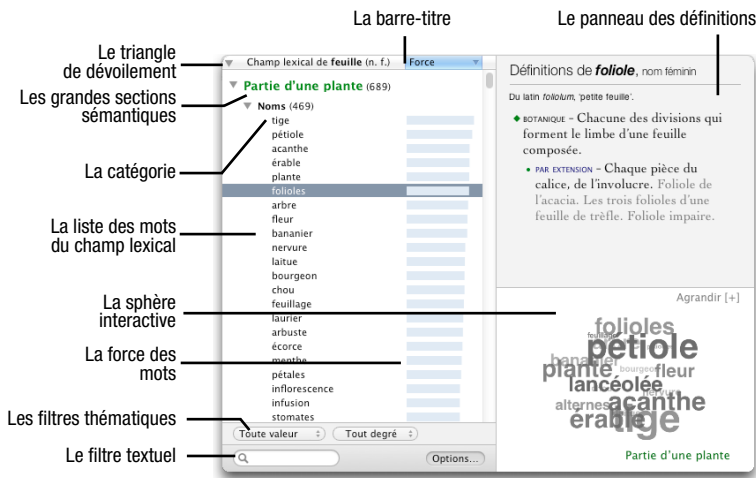 La barre-titre
Le panneau des définitions
Le triangle
de dévoilement
Les grandes sections
sémantiques
La catégorie
La liste des mots
du champ lexical
La sphère
interactive
La force des
mots
Les filtres thématiques
Le filtre textuel
Champ lexical de feuille (n. f.)
Force
Partie d'une plante (689)
Noms (469)
tige
pétiole
acanthe
érable
plante
folioles
arbre
fleur
bananier
nervure
laitue
bourgeon
chou
feuillage
laurier
arbuste
écorce
menthe
pétales
inflorescence
infusion
stomates
Toute valeur
Tout degré
Options...
Définitions de foliole, nom féminin
Du latin foliolum, 'petite feuille'.
BOTANIQUE – Chacune des divisions qui
forment le limbe d'une feuille
composée.
PAR EXTENSION – Chaque pièce du
calice, de l'involucre. Foliole de
l'acacia. Les trois folioles d'une
feuille de trèfle. Foliole impaire.
Agrandir [+]
folioles
feuillage
pétiole
bananier
plante
bourgeon
fleur
lancéolée
nervure
alternes
acanthe
érable
tige
Partie d'une plante